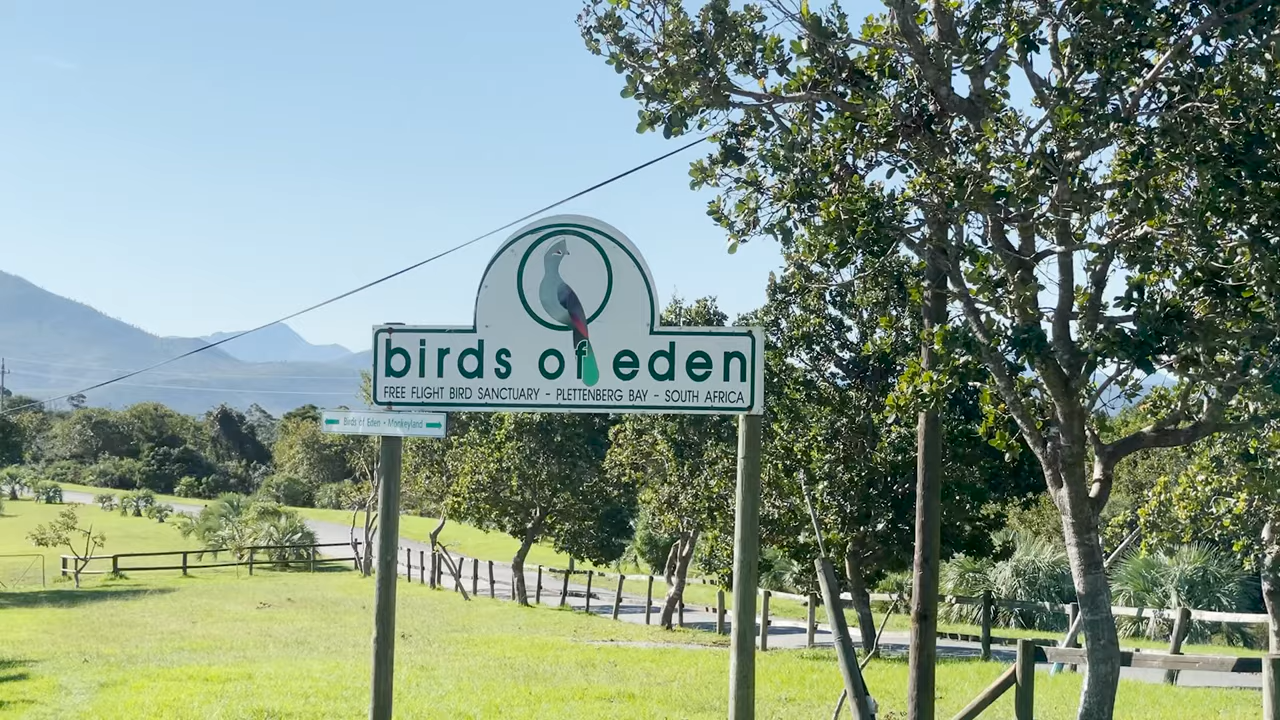 birds of eden
FREE FLIGHT BIRD SANCTUARY - PLETTENBERG BAY - SOUTH AFRICA
Birds of Eden • Monkeyland